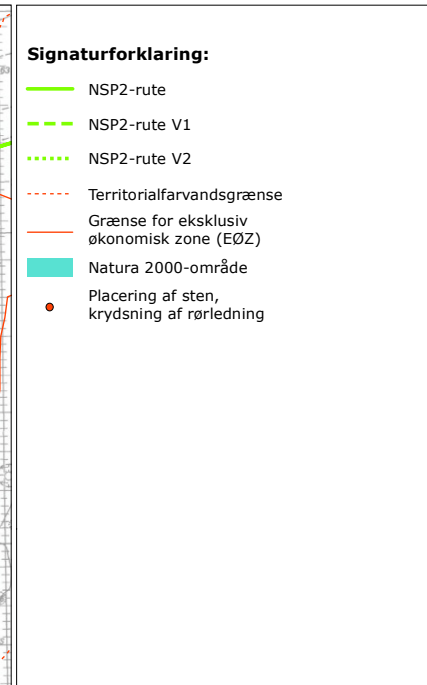 Signaturforklaring:
NSP2-rute
NSP2-rute V1
NSP2-rute V2
Territorialfarvandsgrænse
Grænse for eksklusiv
økonomisk zone (EØZ)
Natura 2000-område
Placering af sten,
krydsning af rørledning